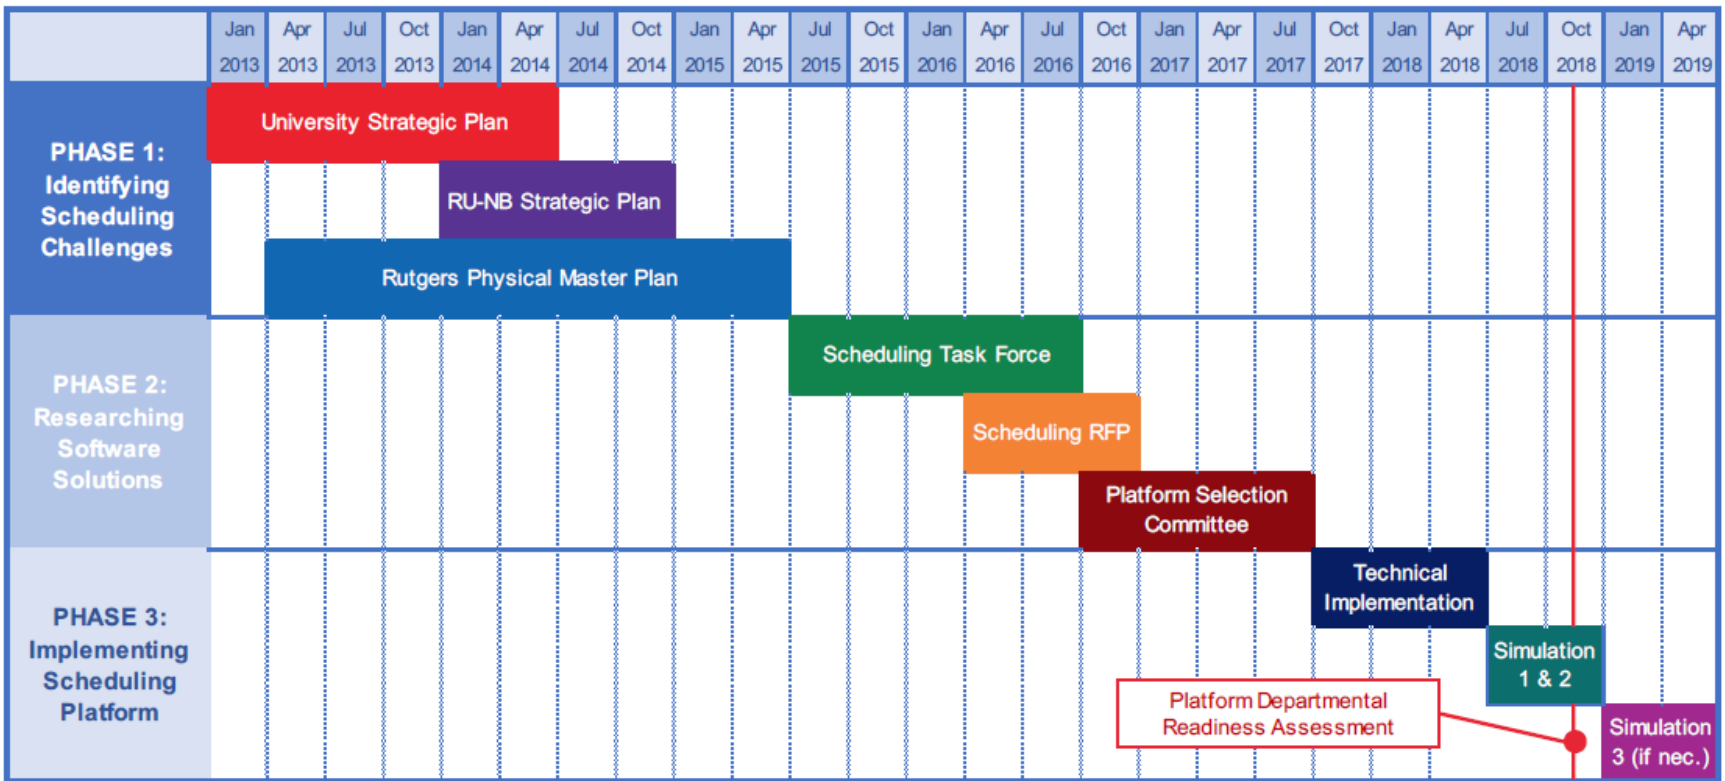 Jan Apr Jul Oct Jan Apr Jul Oct Jan Apr Jul Oct Jan Apr Jul Oct Jan Apr Jul Oct Jan Apr Jul Oct Jan Apr
2013 2013 2013 2013 2014 2014 2014 2014 2015 2015 2015 2015 2016 2016 2016 2016 2017 2017 2017 2017 2018 2018 2018 2018 2019 2019
PHASE 1:
Identifying
Scheduling
Challenges
University Strategic Plan
RU-NB Strategic Plan
Rutgers Physical Master Plan
PHASE 2:
Researching
Software
Solutions
Scheduling Task Force
Scheduling RFP
Platform Selection
Committee
PHASE 3:
Implementing
Scheduling
Platform
Technical
Implementation
Simulation
1 & 2
Platform Departmental
Readiness Assessment
Simulation
3 (if nec.)